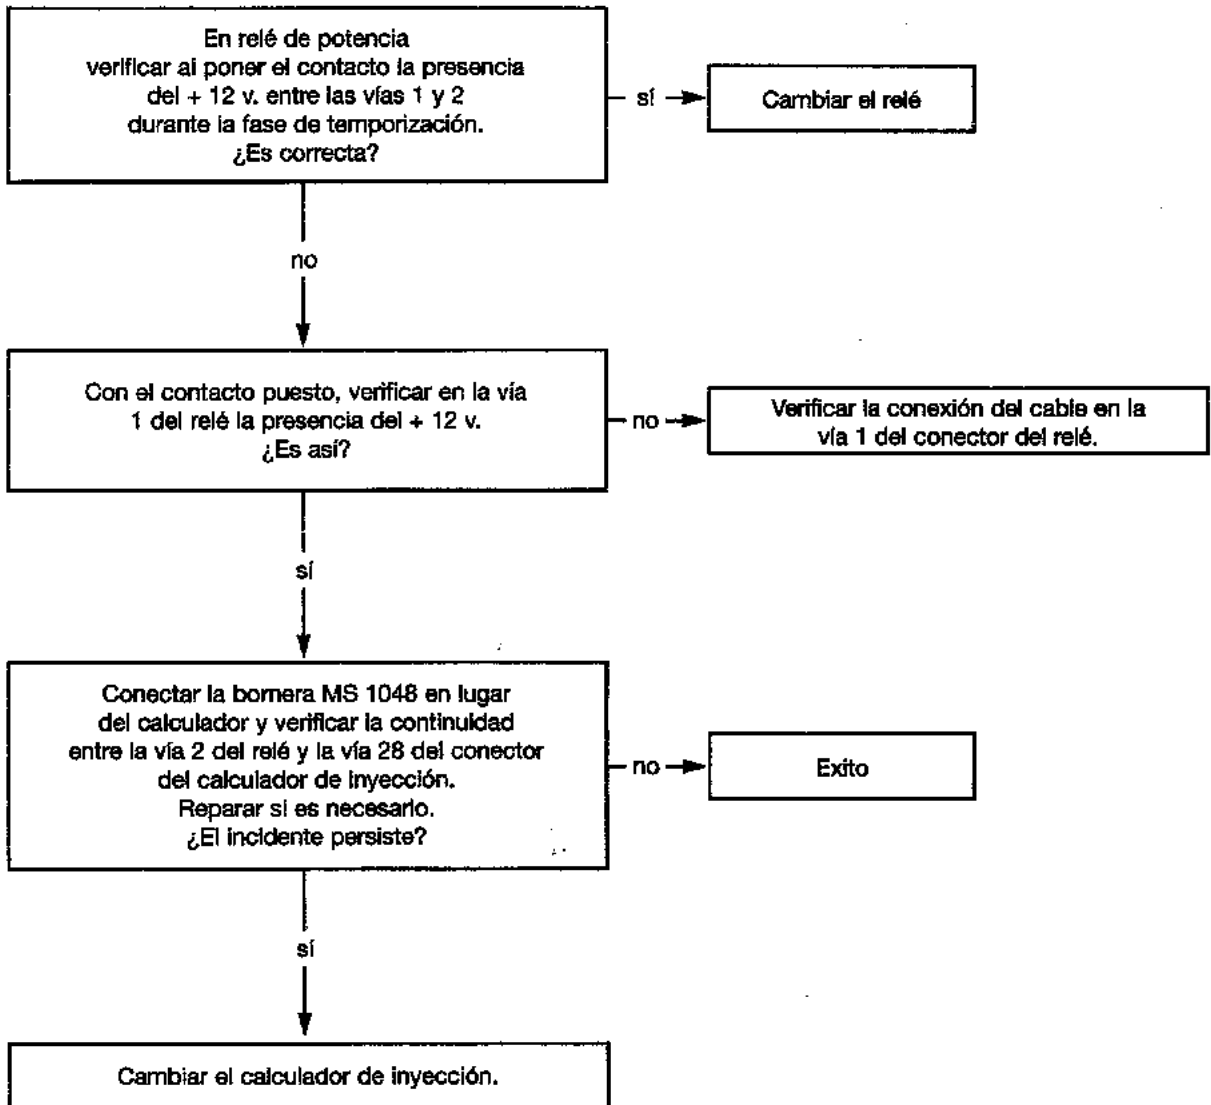 En relé de potencia
verificar al poner el contacto la presencia
del + 12 v. entre las vías 1 y 2
durante la fase de temporización.
¿Es correcta?
sí
Cambiar el relé
no
Con el contacto puesto, verificar en la vía
1 del relé la presencia del + 12 v.
¿Es así?
no
Verificar la conexión del cable en la
vía 1 del conector del relé.
sí
Conectar la bornera MS 1048 en lugar
del calculador y verificar la continuidad
entre la vía 2 del relé y la vía 28 del conector
del calculador de inyección.
Reparar si es necesario.
¿El incidente persiste?
no
Exito
sí
Cambiar el calculador de inyección.